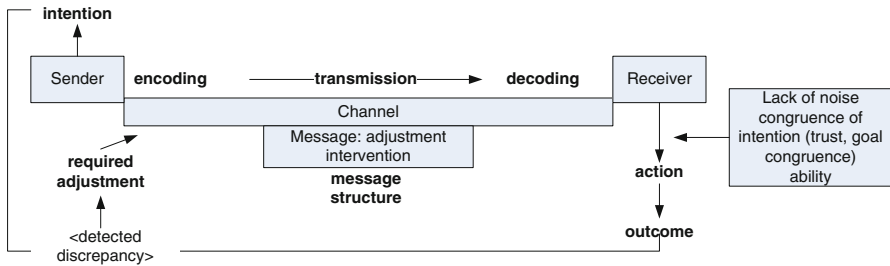 intention
Sender
encoding
transmission
decoding
Receiver
Channel
Message: adjustment
intervention
message
structure
required
adjustment
<detected
discrepancy>
action
outcome
Lack of noise
congruence of
intention (trust, goal
congruence)
ability